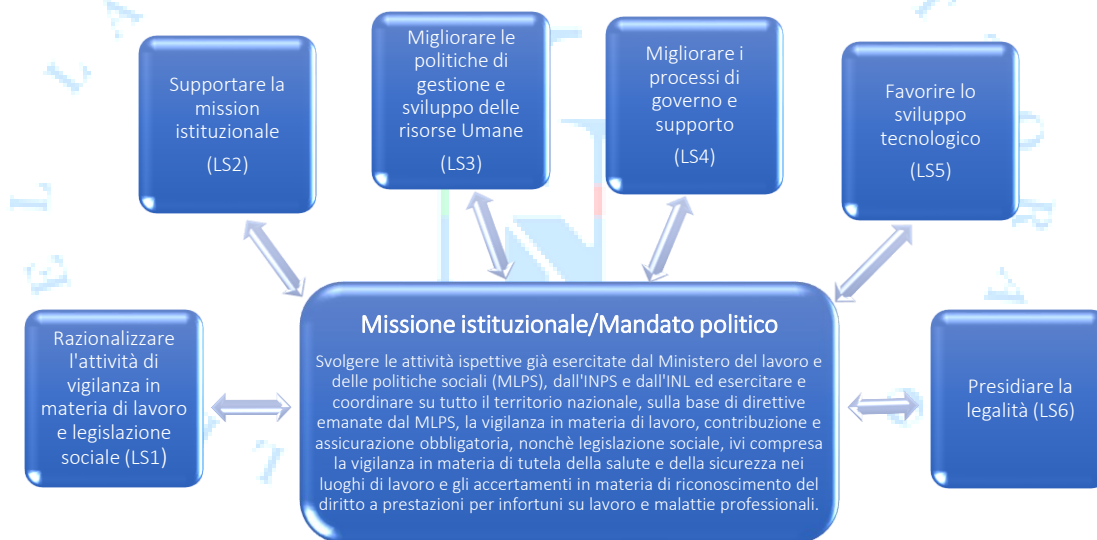 Supportare la
mission
istituzionale
(LS2)
Migliorare le
politiche di
gestione e
sviluppo delle
risorse Umane
(LS3)
Migliorare i
processi di
governo e
supporto
(LS4)
Favorire lo
sviluppo
tecnologico
(LS5)
Razionalizzare
l'attività di
vigilanza in
materia di lavoro
e legislazione
sociale (LS1)
Missione istituzionale/Mandato politico
Svolgere le attività ispettive già esercitate dal Ministero del lavoro e
delle politiche sociali (MLPS), dall'INPS e dall'INL ed esercitare e
coordinare su tutto il territorio nazionale, sulla base di direttive
emanate dal MLPS, la vigilanza in materia di lavoro, contribuzione e
assicurazione obbligatoria, nonchè legislazione sociale, ivi compresa
la vigilanza in materia di tutela della salute e della sicurezza nei
luoghi di lavoro e gli accertamenti in materia di riconoscimento del
diritto a prestazioni per infortuni su lavoro e malattie professionali.
Presidiare la
legalità (LS6)